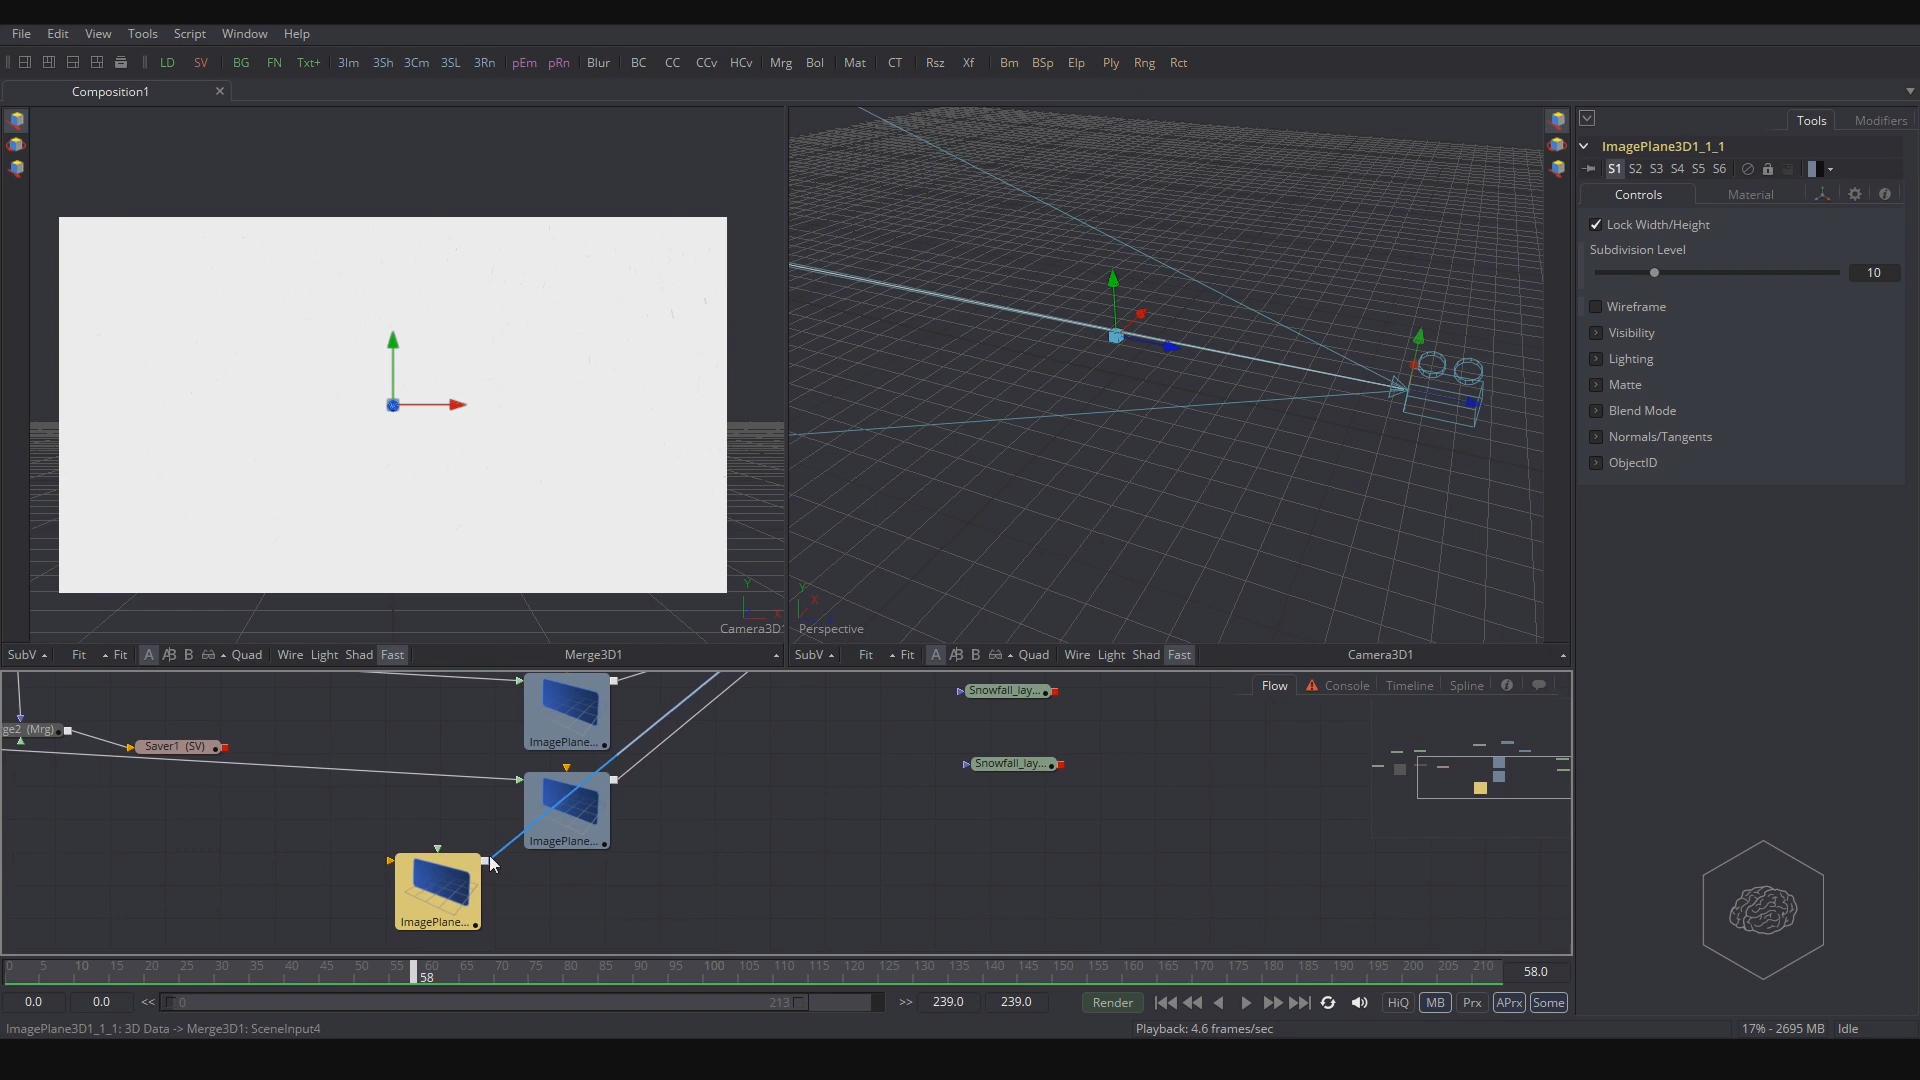 File Edit View Tools Script Window Help
LD SV BG FN Txt+ 3Im 3Sh 3Cm 3SL 3Rn pEm pRn Blur BC CC CCv HCv Mrg Bol Mat CT Rsz Xf Bm BSp Elp Ply Rng Rct
Composition1
Tools Modifiers
ImagePlane3D1_1_1
S1 S2 S3 S4 S5 S6
Controls Material
Lock Width/Height
Subdivision Level
10
Wireframe
Visibility
Lighting
Matte
Blend Mode
Normals/Tangents
ObjectID
Y
X
Camera3D1
Y
X
Perspective
SubV Fit Fit A AB B Quad Wire Light Shad Fast Merge3D1
SubV Fit Fit A AB B Quad Wire Light Shad Fast Camera3D1
Flow Console Timeline Spline
Snowfall_lay...
ge2 (Mrg)
Saver1 (SV)
ImagePlane...
Snowfall_lay...
ImagePlane...
ImagePlane...
0 5 10 15 20 25 30 35 40 45 50 55 60 65 70 75 80 85 90 95 100 105 110 115 120 125 130 135 140 145 150 155 160 165 170 175 180 185 190 195 200 205 210
58
58.0
0.0 0.0 << 0 213 >> 239.0 239.0 Render HiQ MB Prx APrx Some
ImagePlane3D1_1_1: 3D Data -> Merge3D1: SceneInput4
Playback: 4.6 frames/sec
17% - 2695 MB Idle